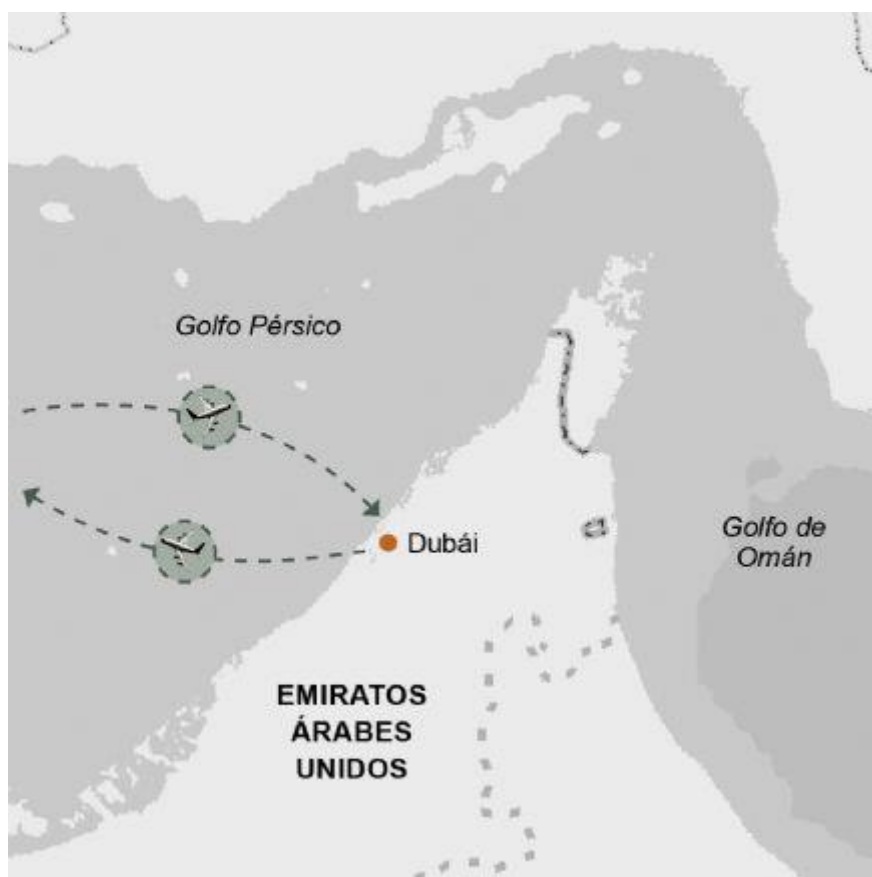 Golfo Pérsico
Dubái
Golfo de
Omán
EMIRATOS
ÁRABES
UNIDOS